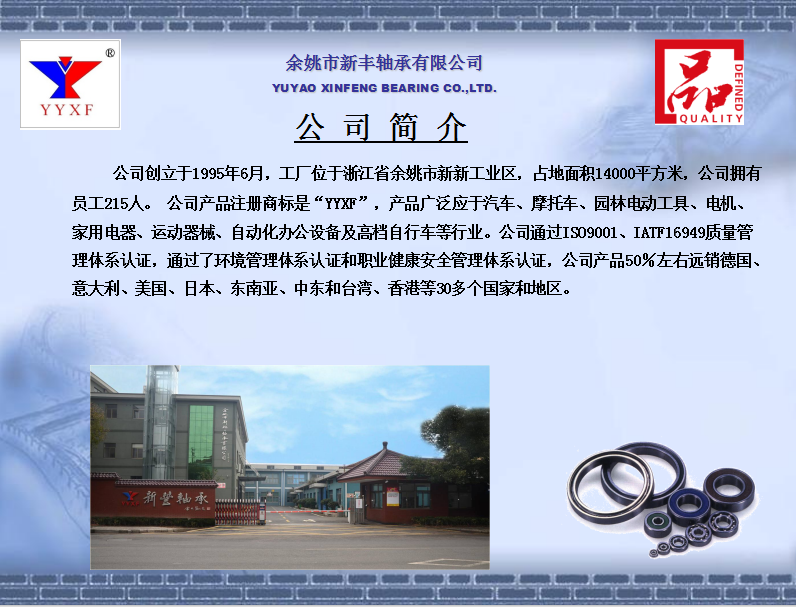 余姚市新丰轴承有限公司
YUYAO XINFENG BEARING CO.,LTD.
®
YYXF
品
DEFINED
QUALITY
公 司 简 介
公司创立于1995年6月，工厂位于浙江省余姚市新新工业区，占地面积14000平方米，公司拥有
员工215人。 公司产品注册商标是“YYXF”，产品广泛应于汽车、摩托车、园林电动工具、电机、
家用电器、运动器械、自动化办公设备及高档自行车等行业。公司通过ISO9001、IATF16949质量管
理体系认证，通过了环境管理体系认证和职业健康安全管理体系认证，公司产品50%左右远销德国、
意大利、美国、日本、东南亚、中东和台湾、香港等30多个国家和地区。
新豐轴承